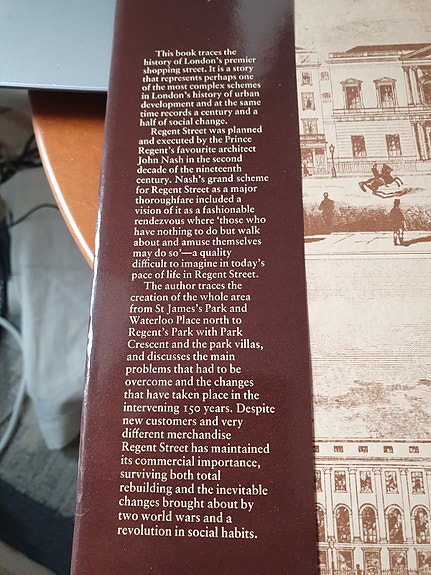 This book traces the
history of London's premier
shopping street. It is a story
that represents perhaps one
of the most complex schemes
in London's history of urban
development and at the same
time records a century and a
half of social change.
Regent Street was planned
and executed by the Prince
Regent's favourite architect
John Nash in the second
decade of the nineteenth
century. Nash's grand scheme
for Regent Street as a major
thoroughfare included a
vision of it as a fashionable
rendezvous where 'those who
have nothing to do but walk
about and amuse themselves
may do so'—a quality
difficult to imagine in today's
pace of life in Regent Street.
The author traces the
creation of the whole area
from St James's Park and
Waterloo Place north to
Regent's Park with Park
Crescent and the park villas,
and discusses the main
problems that had to be
overcome and the changes
that have taken place in the
intervening 150 years. Despite
new customers and very
different merchandise
Regent Street has maintained
its commercial importance,
surviving both total
rebuilding and the inevitable
changes brought about by
two world wars and a
revolution in social habits.